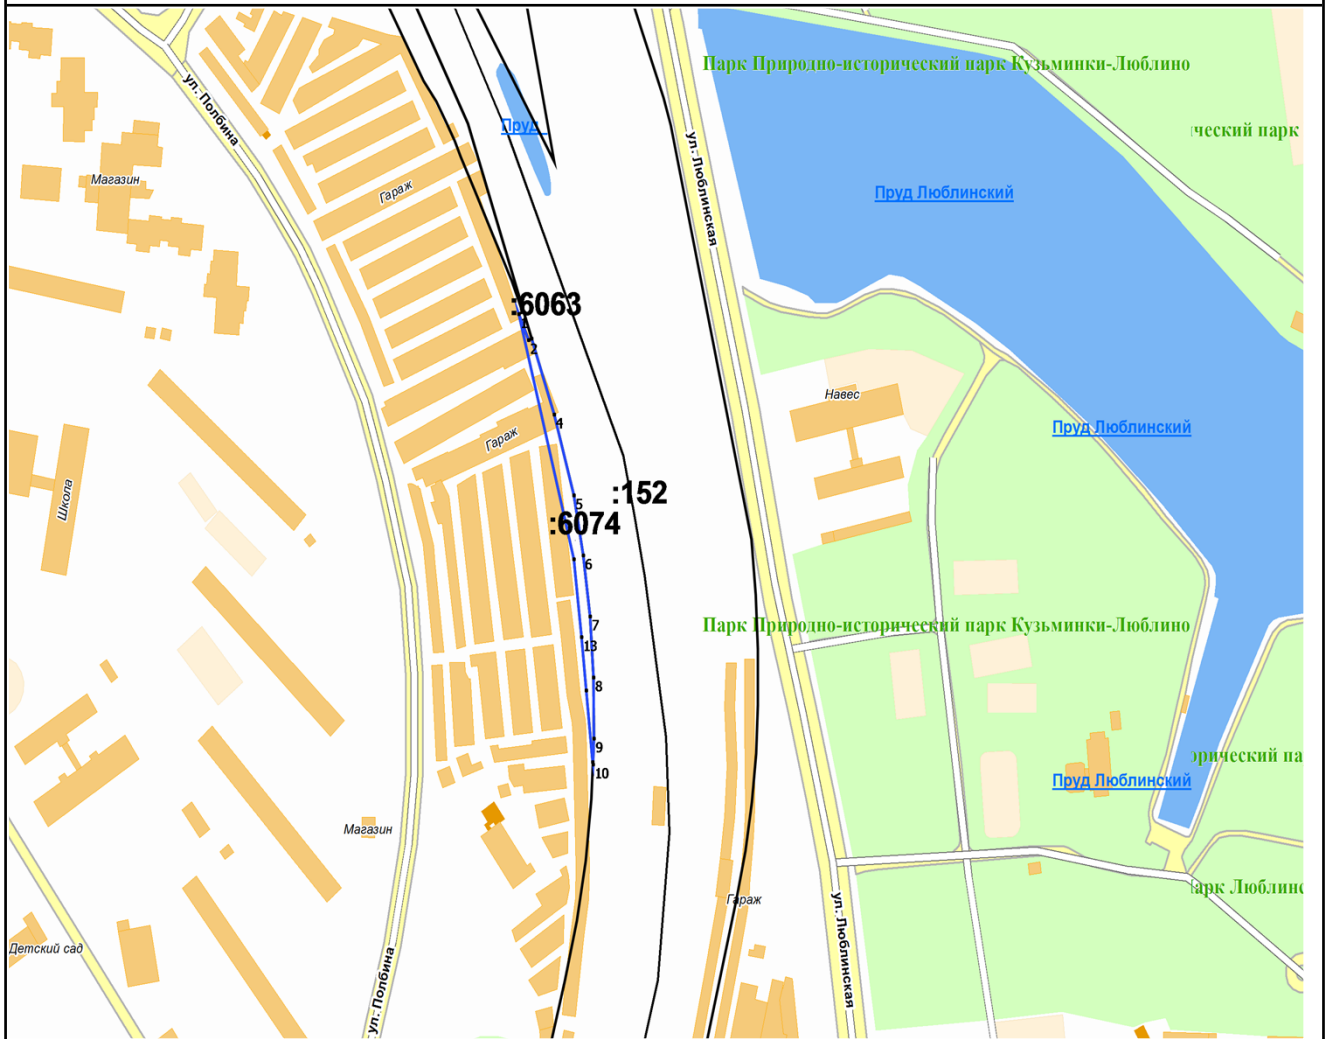 Парк Природно-исторический парк Кузьминки-Люблино
ул. Полбина
Пруд
ческий парк
ул. Люблинская
Магазин
Гараж
Пруд Люблинский
:6063
1
2
Навес
4
Гараж
Пруд Люблинский
Школа
:152
5
:6074
6
7
Парк Природно-исторический парк Кузьминки-Люблино
13
8
9
орический па
10
Пруд Люблинский
Магазин
арк Люблинс
Гараж
ул. Люблинская
Детский сад
ул. Полбина